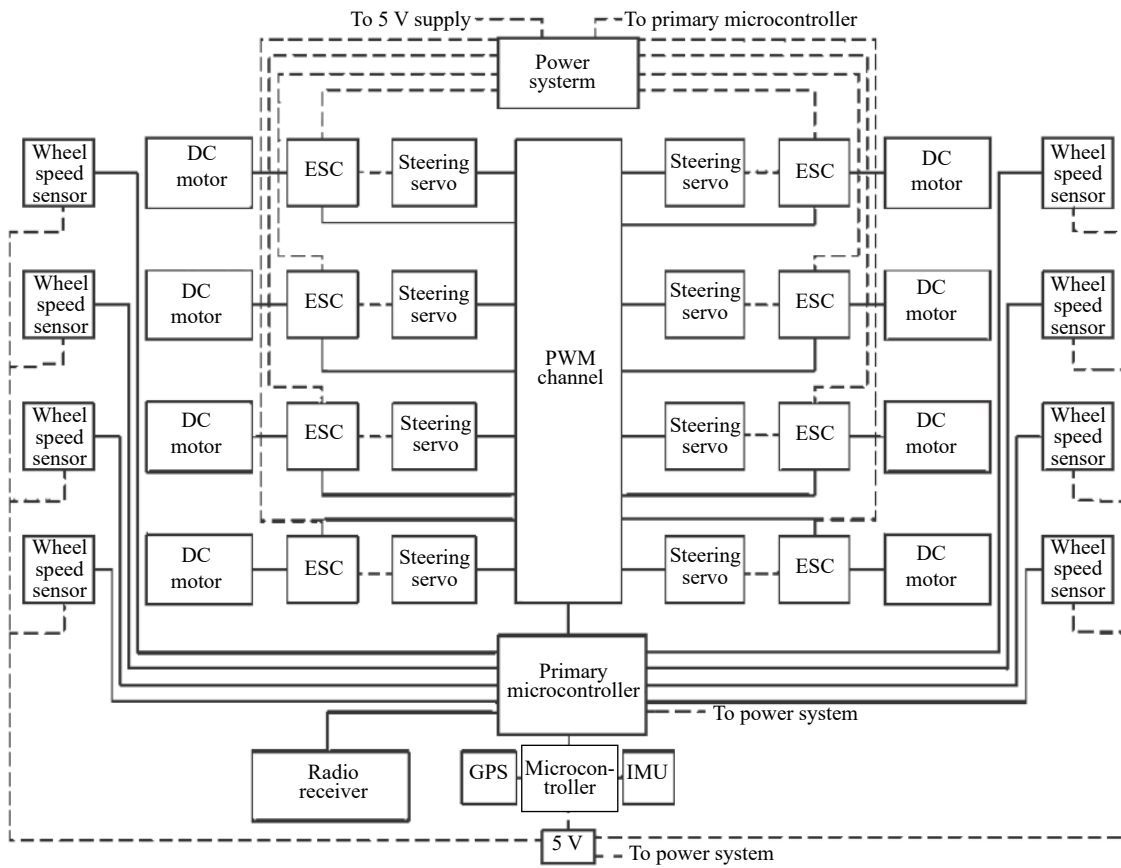 To 5 V supply
To primary microcontroller
Power
systerm
Wheel
speed
sensor
DC
motor
ESC
Steering
servo
Steering
servo
ESC
DC
motor
Wheel
speed
sensor
Wheel
speed
sensor
DC
motor
ESC
Steering
servo
Steering
servo
ESC
DC
motor
Wheel
speed
sensor
PWM
channel
Wheel
speed
sensor
DC
motor
ESC
Steering
servo
Steering
servo
ESC
DC
motor
Wheel
speed
sensor
Wheel
speed
sensor
DC
motor
ESC
Steering
servo
Steering
servo
ESC
DC
motor
Wheel
speed
sensor
Primary
microcontroller
To power system
Radio
receiver
GPS
Microcon-
troller
IMU
5 V
To power system